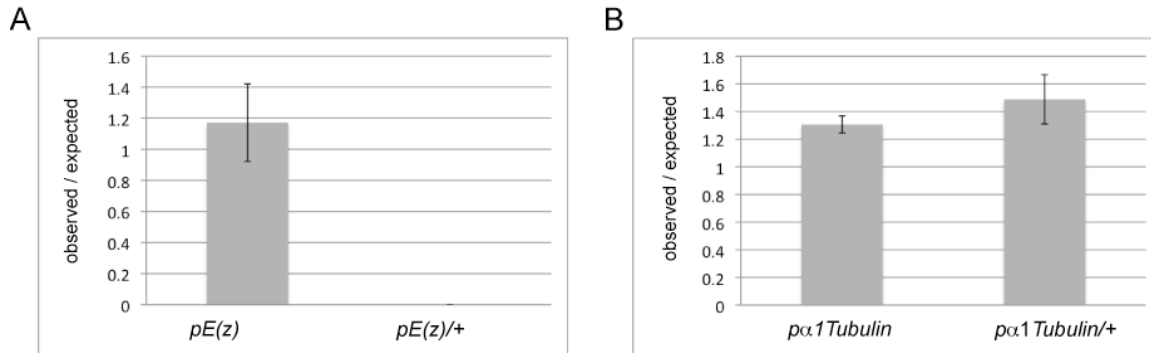 A
observed / expected
1.6
1.4
1.2
1
0.8
0.6
0.4
0.2
0
pE(z)
pE(z)/+
B
observed / expected
1.8
1.6
1.4
1.2
1
0.8
0.6
0.4
0.2
0
pα1Tubulin
pα1Tubulin/+